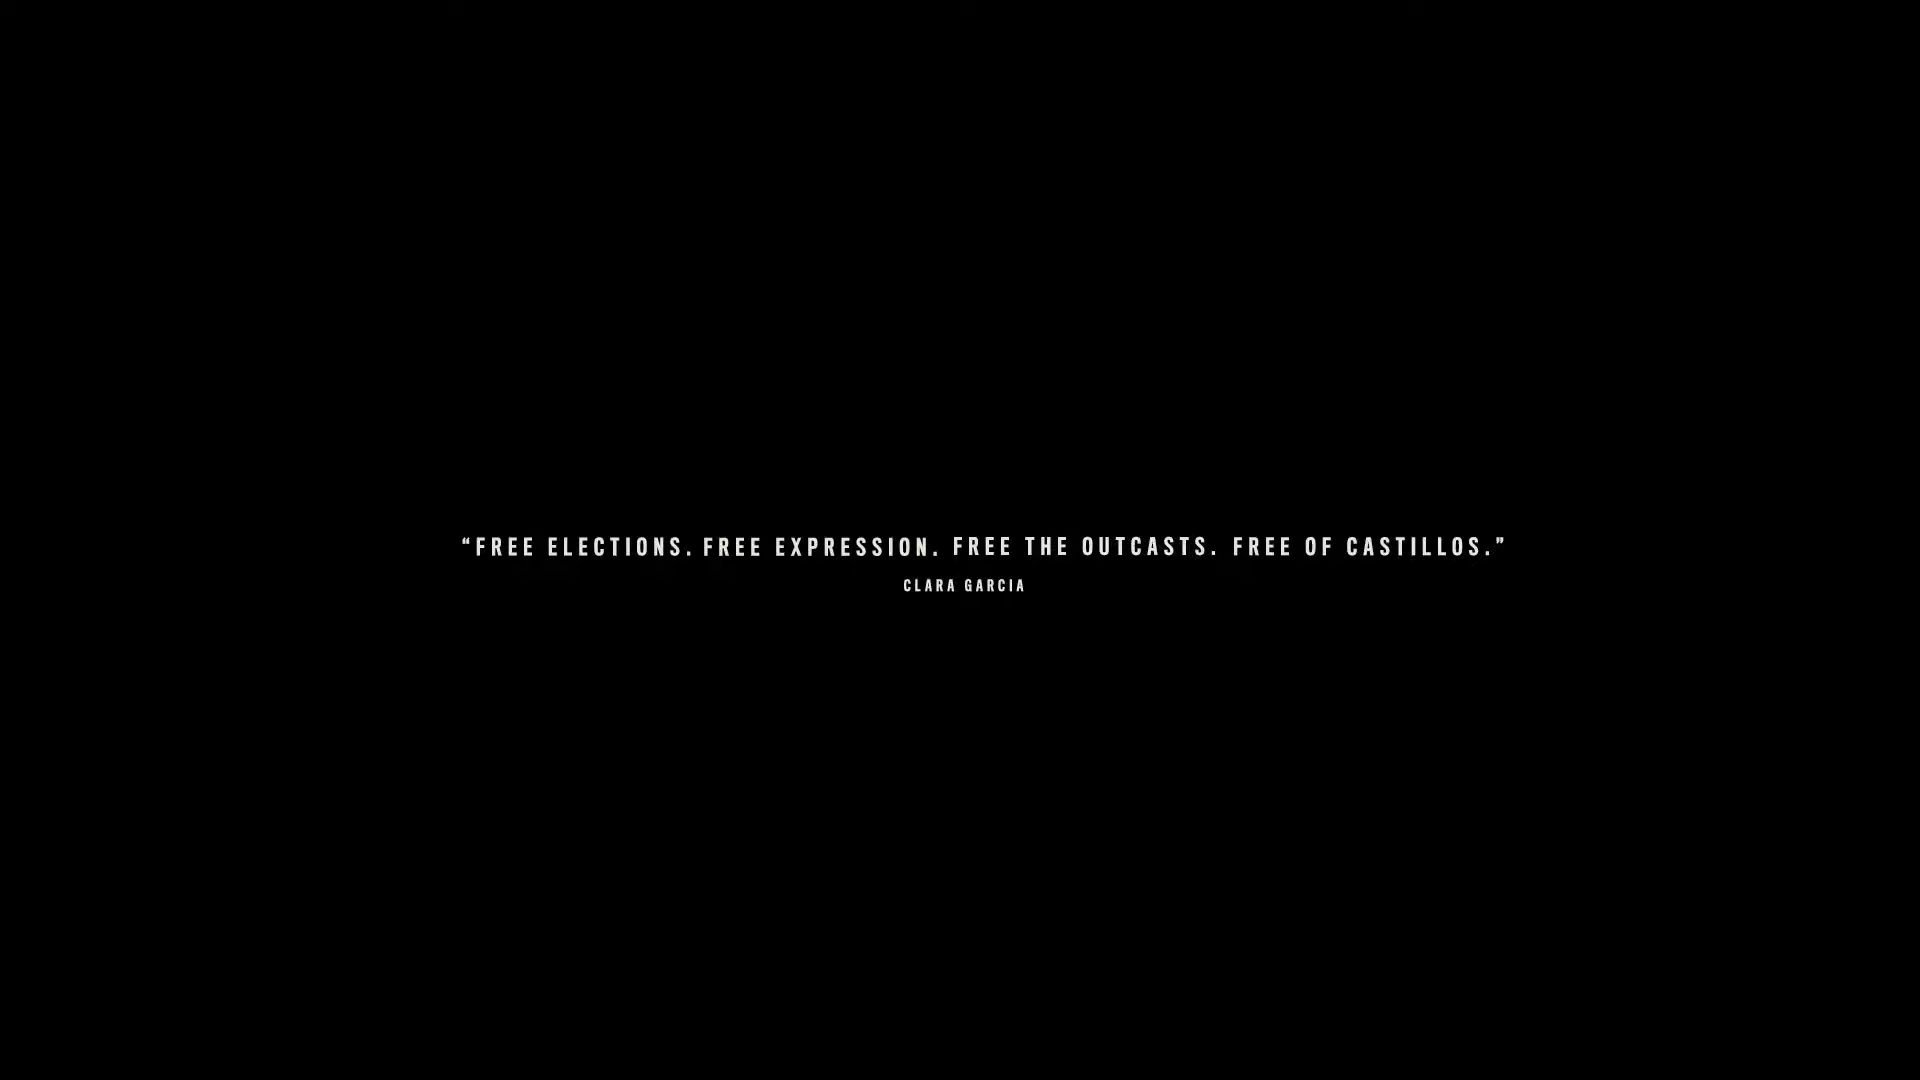 “FREE ELECTIONS. FREE EXPRESSION. FREE THE OUTCASTS. FREE OF CASTILLOS.”
CLARA GARCIA